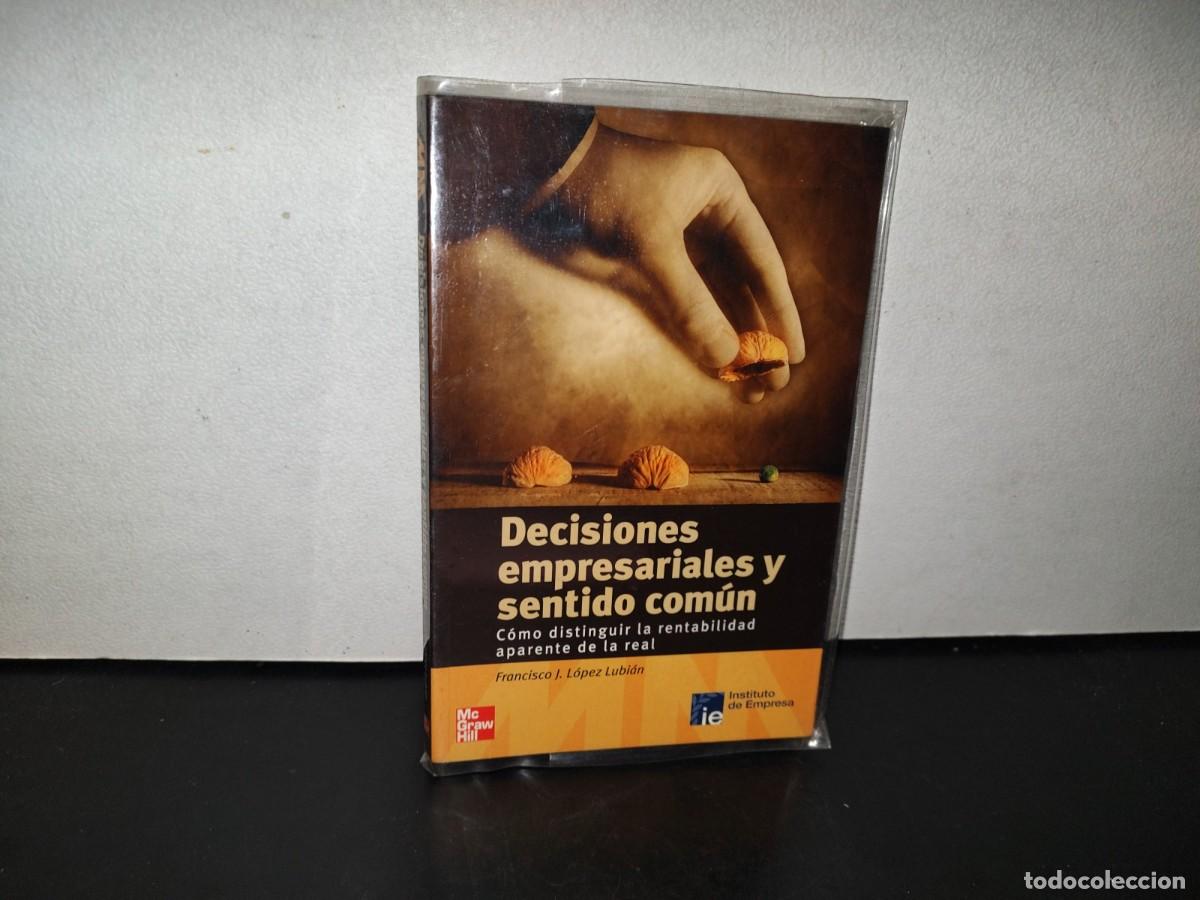 Decisiones
empresariales y
sentido común
Cómo distinguir la rentabilidad
aparente de la real
Francisco J. López Lubián
Mc
Graw
Hill
ie
Instituto
de Empresa
todocoleccion